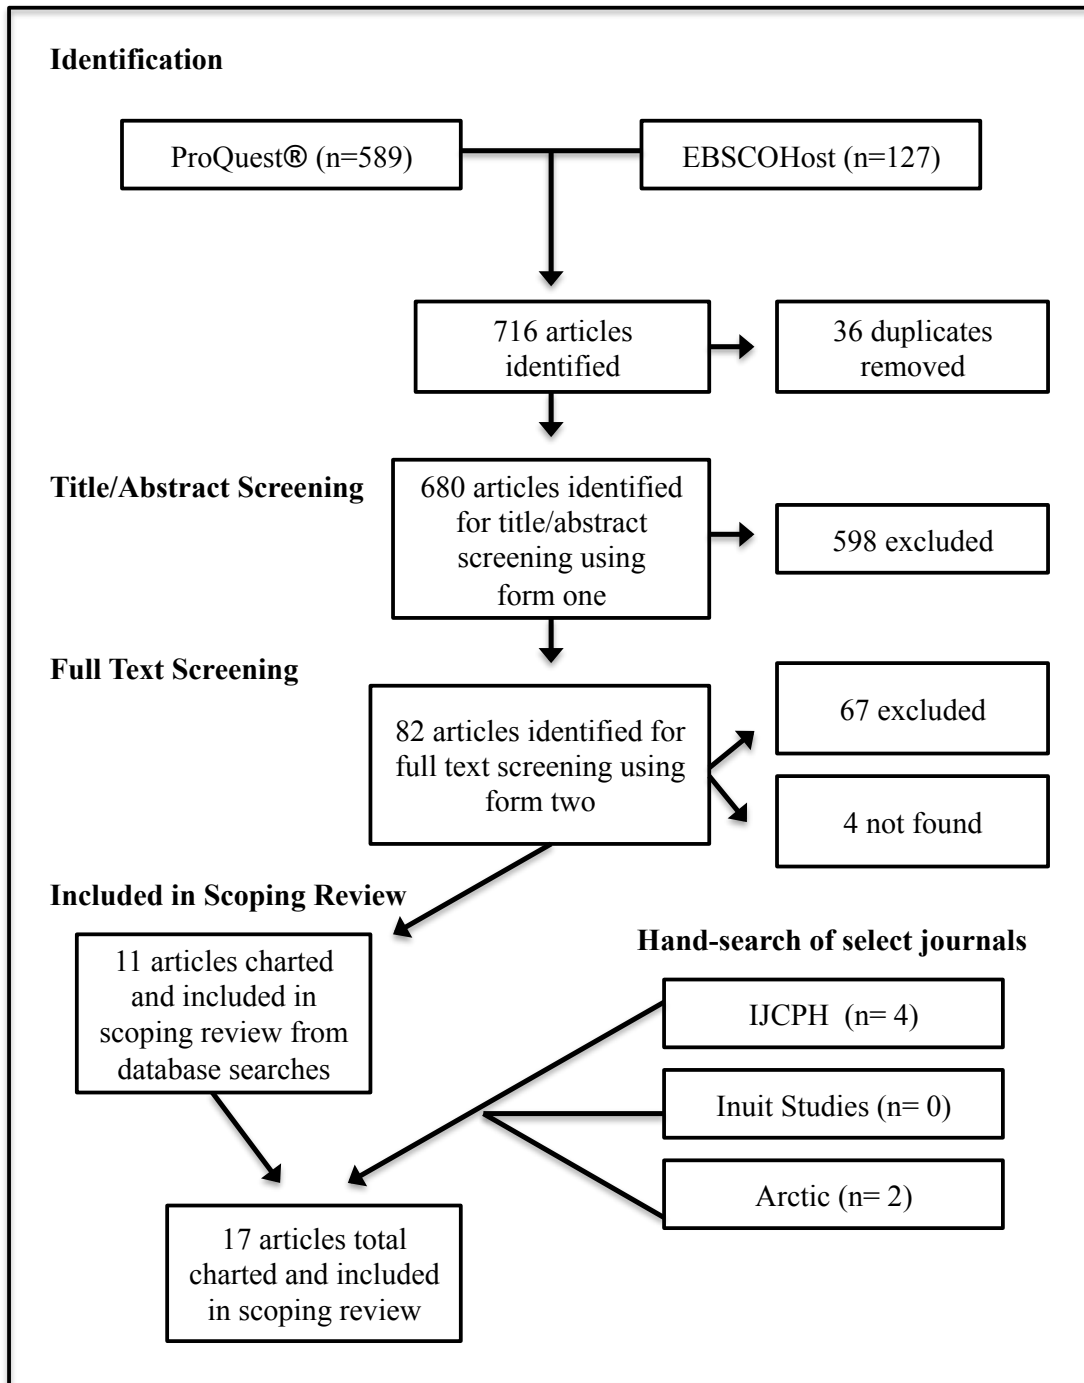 Identification
ProQuest® (n=589)
EBSCOHost (n=127)
716 articles
identified
36 duplicates
removed
Title/Abstract Screening
680 articles identified
for title/abstract
screening using
form one
598 excluded
Full Text Screening
82 articles identified for
full text screening using
form two
67 excluded
4 not found
Included in Scoping Review
11 articles charted
and included in
scoping review from
database searches
Hand-search of select journals
IJCPH (n= 4)
Inuit Studies (n= 0)
Arctic (n= 2)
17 articles total
charted and included
in scoping review